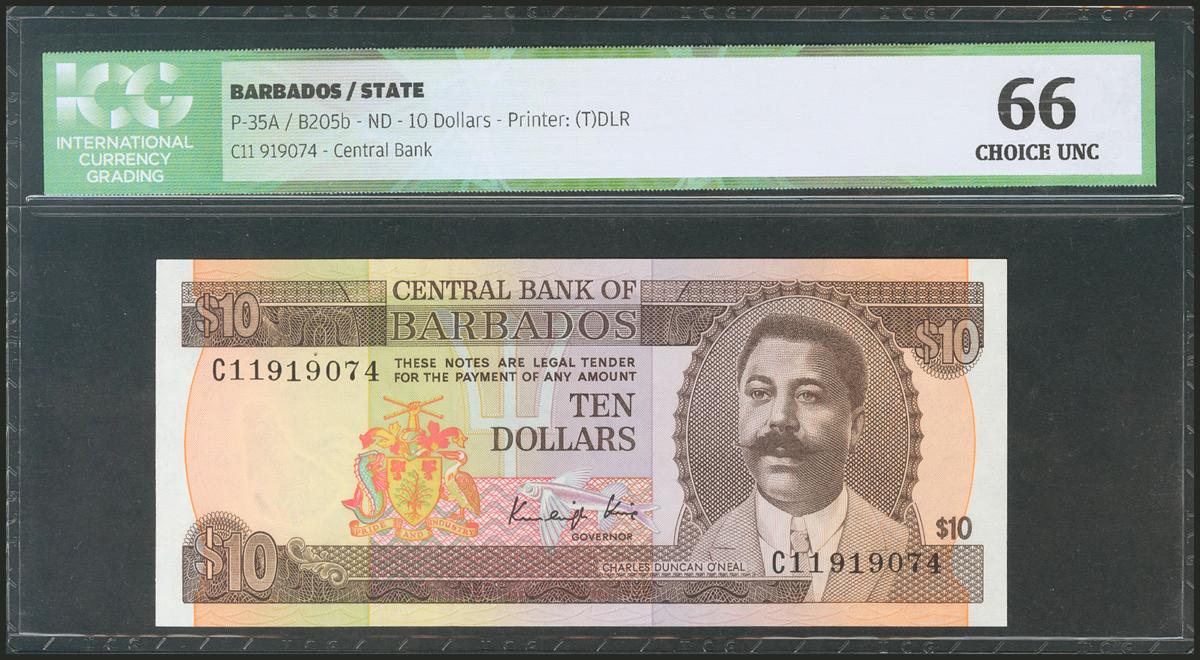 ICG
INTERNATIONAL
CURRENCY
GRADING
BARBADOS / STATE
P-35A / B205b - ND - 10 Dollars - Printer: (T)DLR
C11 919074 - Central Bank
66
CHOICE UNC
CENTRAL BANK OF
BARBADOS
$10
$10
C11919074
THESE NOTES ARE LEGAL TENDER
FOR THE PAYMENT OF ANY AMOUNT
TEN
DOLLARS
PRIDE AND INDUSTRY
GOVERNOR
$10
$10
CHARLES DUNCAN O'NEAL
C11919074